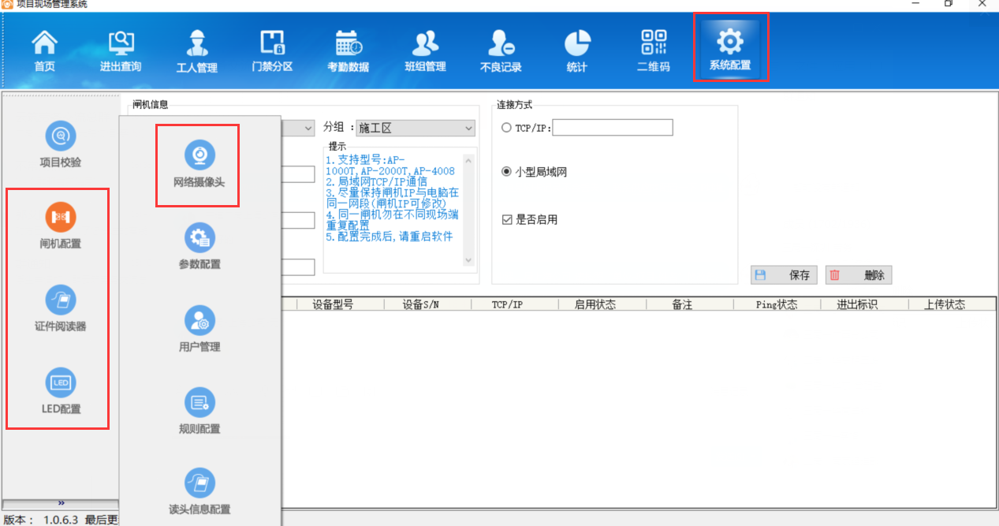 项目现场管理系统
首页
进出查询
工人管理
门禁分区
考勤数据
班组管理
不良记录
统计
二维码
系统配置
项目校验
闸机配置
证件阅读器
LED
LED配置
»
版本： 1.0.6.3 最后更
网络摄像头
参数配置
用户管理
规则配置
读头信息配置
闸机信息
分组 ： 施工区
提示
1.支持型号:AP-
1000T,AP-2000T,AP-4008
2.局域网TCP/IP通信
3.尽量保持闸机IP与电脑在
同一网段(闸机IP可修改)
4.同一闸机勿在不同现场端
重复配置
5.配置完成后,请重启软件
连接方式
TCP/IP:
小型局域网
是否启用
保存
删除
设备型号 设备S/N TCP/IP 启用状态 备注 Ping状态 进出标识 上传状态